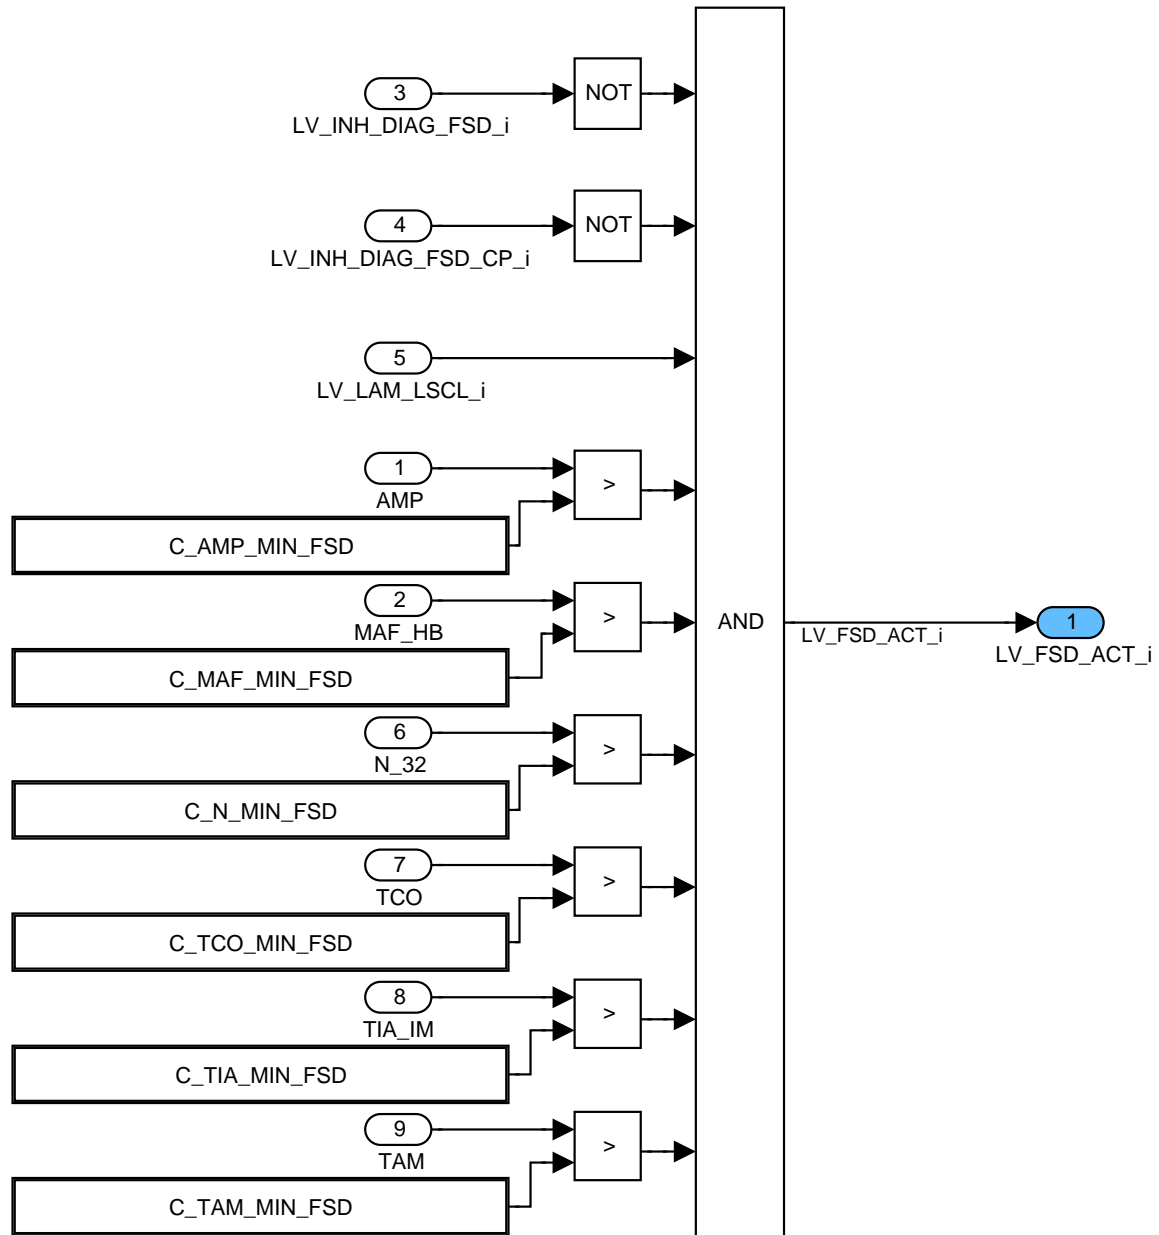 3
NOT
LV_INH_DIAG_FSD_i
4
NOT
LV_INH_DIAG_FSD_CP_i
5
LV_LAM_LSCL_i
1
>
AMP
C_AMP_MIN_FSD
2
>
MAF_HB
C_MAF_MIN_FSD
AND
LV_FSD_ACT_i
1
LV_FSD_ACT_i
6
>
N_32
C_N_MIN_FSD
7
>
TCO
C_TCO_MIN_FSD
8
>
TIA_IM
C_TIA_MIN_FSD
9
>
TAM
C_TAM_MIN_FSD